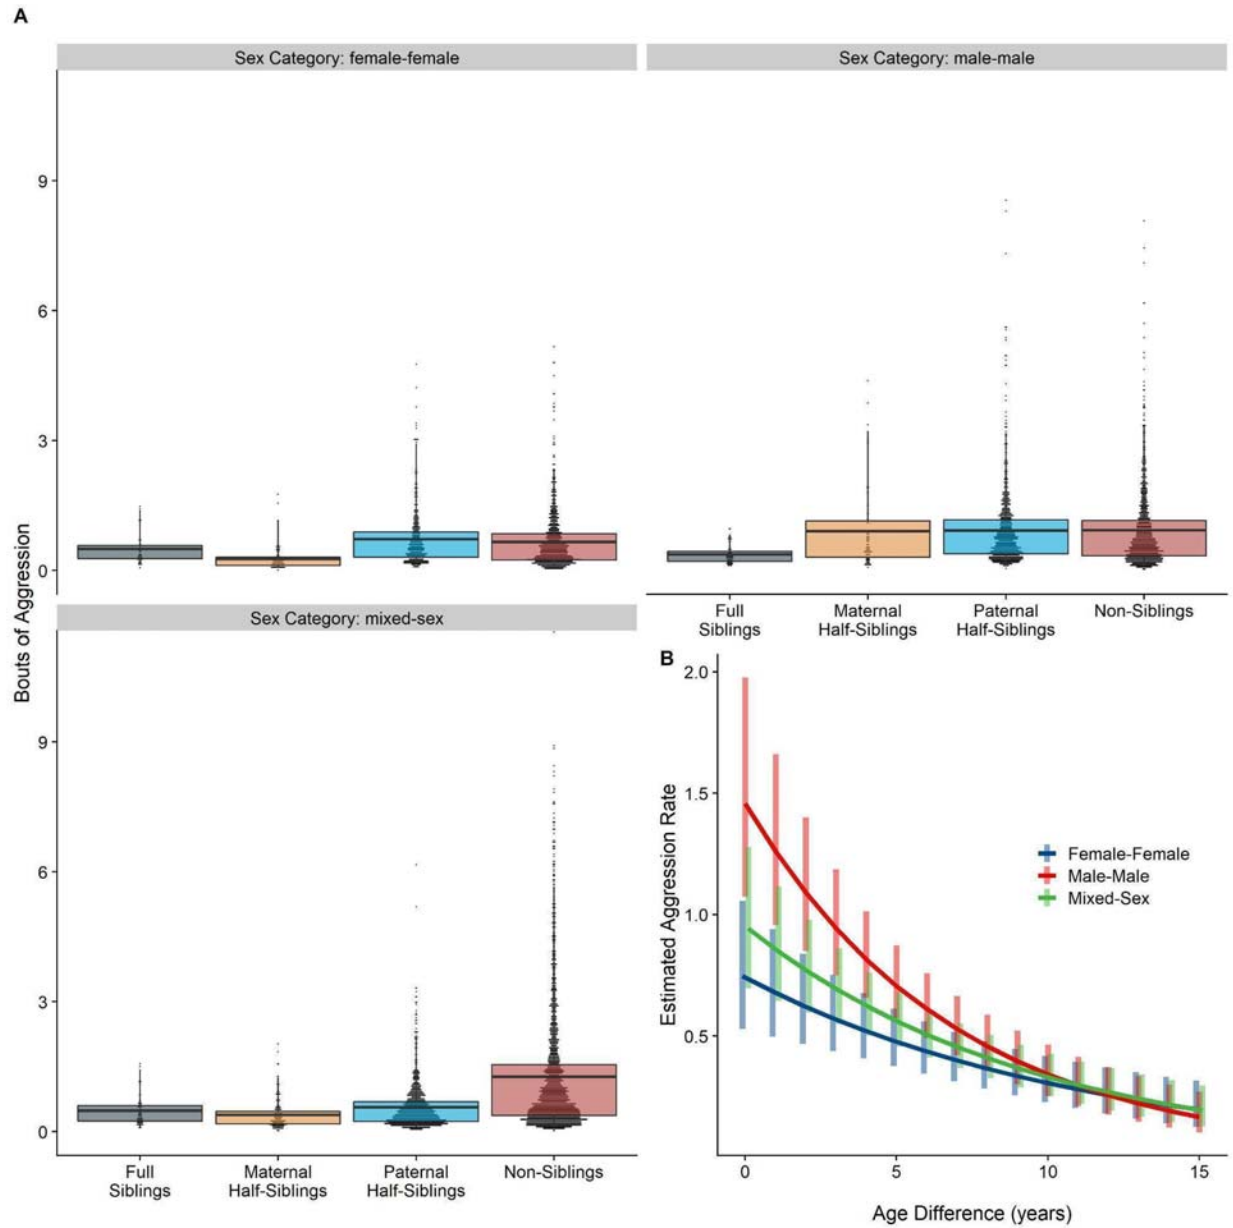 A
Sex Category: female-female
Sex Category: male-male
9
6
3
0
Bouts of Aggression
Full
Siblings
Maternal
Half-Siblings
Paternal
Half-Siblings
Non-Siblings
Sex Category: mixed-sex
9
6
3
0
Full
Siblings
Maternal
Half-Siblings
Paternal
Half-Siblings
Non-Siblings
B
2.0
1.5
1.0
0.5
Estimated Aggression Rate
Female-Female
Male-Male
Mixed-Sex
0
5
10
15
Age Difference (years)